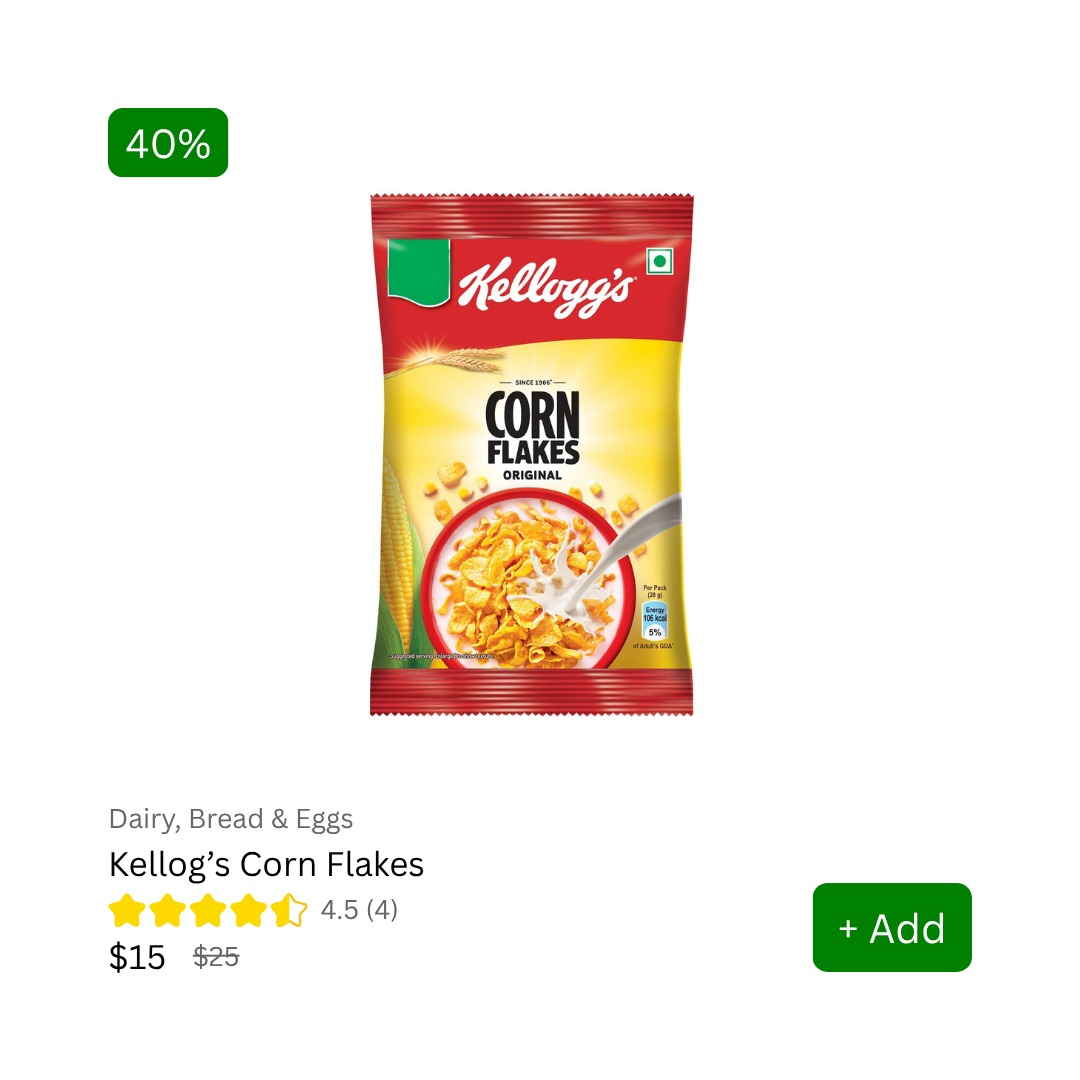 40%
Kellogg's
SINCE 1906*
CORN
FLAKES
ORIGINAL
Per Pack
(28 g)
Energy
106 kcal
5%
of Adult's GDA*
Dairy, Bread & Eggs
Kellog’s Corn Flakes
4.5 (4)
$15 $25
+ Add